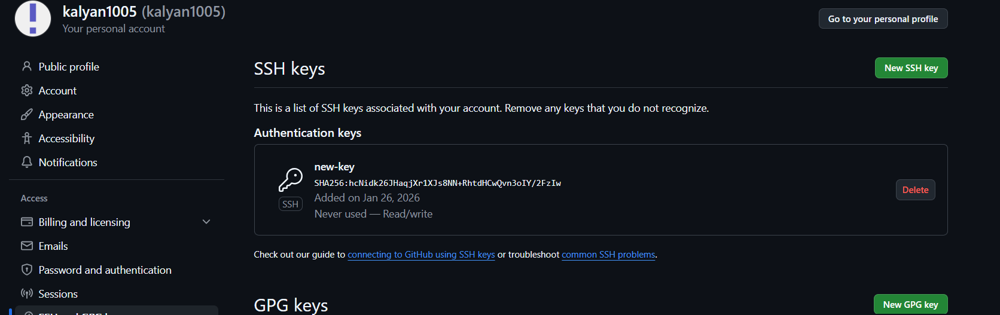 kalyan1005 (kalyan1005)
Your personal account
Go to your personal profile
Public profile
Account
Appearance
Accessibility
Notifications
Access
Billing and licensing
Emails
Password and authentication
Sessions
SSH keys
New SSH key
This is a list of SSH keys associated with your account. Remove any keys that you do not recognize.
Authentication keys
new-key
SHA256:hcNidk26JHaqjXr1XJs8NN+RhtdHCwQvn3oIY/2FzIw
Added on Jan 26, 2026
Never used — Read/write
SSH
Delete
Check out our guide to connecting to GitHub using SSH keys or troubleshoot common SSH problems.
GPG keys
New GPG key